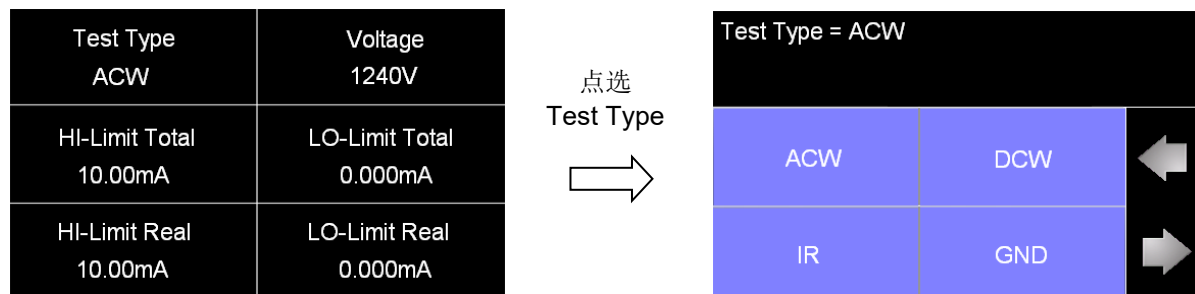 Test Type
ACW
Voltage
1240V
HI-Limit Total
10.00mA
LO-Limit Total
0.000mA
HI-Limit Real
10.00mA
LO-Limit Real
0.000mA
点选
Test Type
Test Type = ACW
ACW
DCW
IR
GND